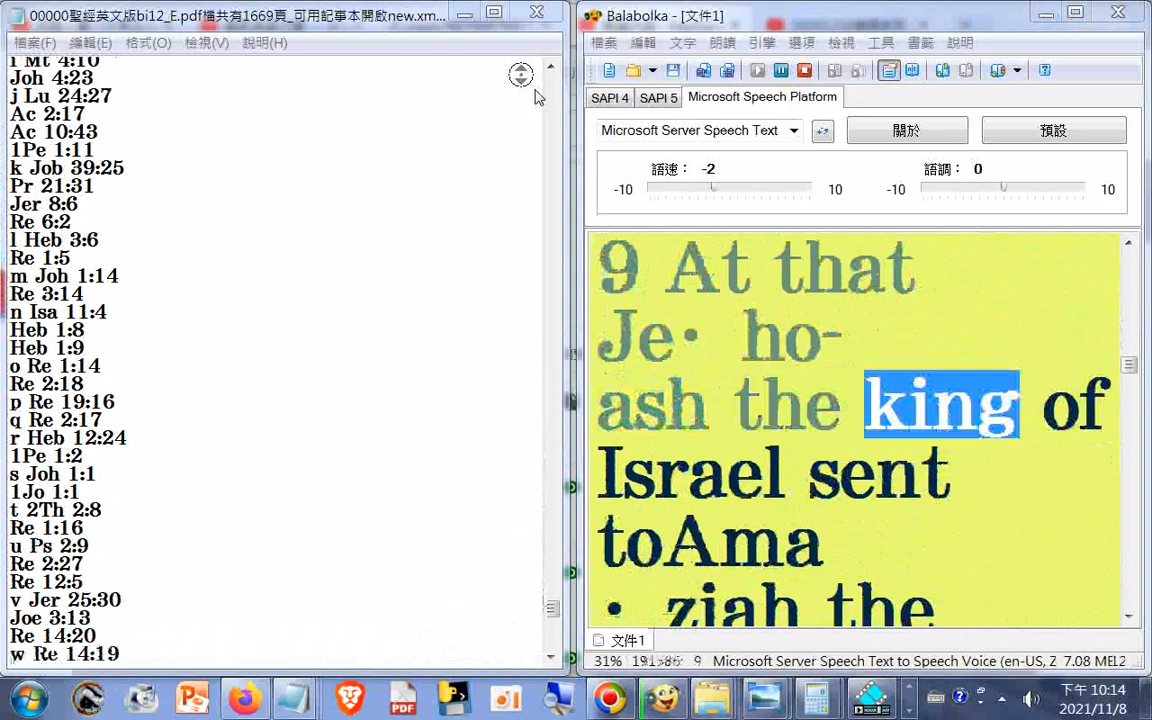 00000聖經英文版bi12_E.pdf檔共有1669頁_可用記事本開啟new.xm...
檔案(F) 編輯(E) 格式(O) 檢視(V) 說明(H)
i Mt 4:10
Joh 4:23
j Lu 24:27
Ac 2:17
Ac 10:43
1Pe 1:11
k Job 39:25
Pr 21:31
Jer 8:6
Re 6:2
l Heb 3:6
Re 1:5
m Joh 1:14
Re 3:14
n Isa 11:4
Heb 1:8
Heb 1:9
o Re 1:14
Re 2:18
p Re 19:16
q Re 2:17
r Heb 12:24
1Pe 1:2
s Joh 1:1
1Jo 1:1
t 2Th 2:8
Re 1:16
u Ps 2:9
Re 2:27
Re 12:5
v Jer 25:30
Joe 3:13
Re 14:20
w Re 14:19
Balabolka - [文件1]
檔案 編輯 文字 朗讀 引擎 選項 檢視 工具 書籤 說明
SAPI 4 SAPI 5 Microsoft Speech Platform
Microsoft Server Speech Text 關於 預設
語速： -2 語調： 0
-10 10 -10 10
9 At that
Je· ho-
ash the king of
Israel sent
toAma
· ziah the
文件1
31% 9 Microsoft Server Speech Text to Speech Voice (en-US, Z 7.08 ME
PDF
下午 10:14
2021/11/8